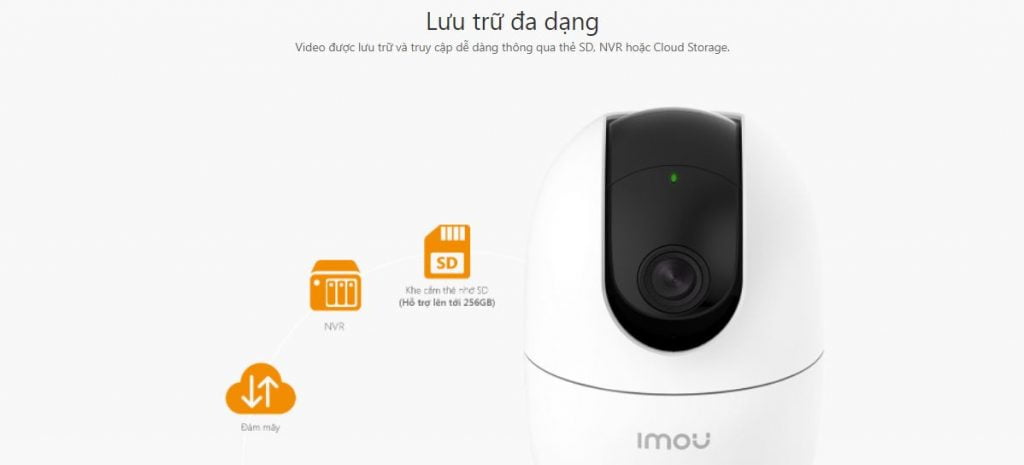 Lưu trữ đa dạng
Video được lưu trữ và truy cập dễ dàng thông qua thẻ SD, NVR hoặc Cloud Storage.
SD
Khe cắm thẻ nhớ SD
(Hỗ trợ lên tới 256GB)
NVR
Đám mây
imou